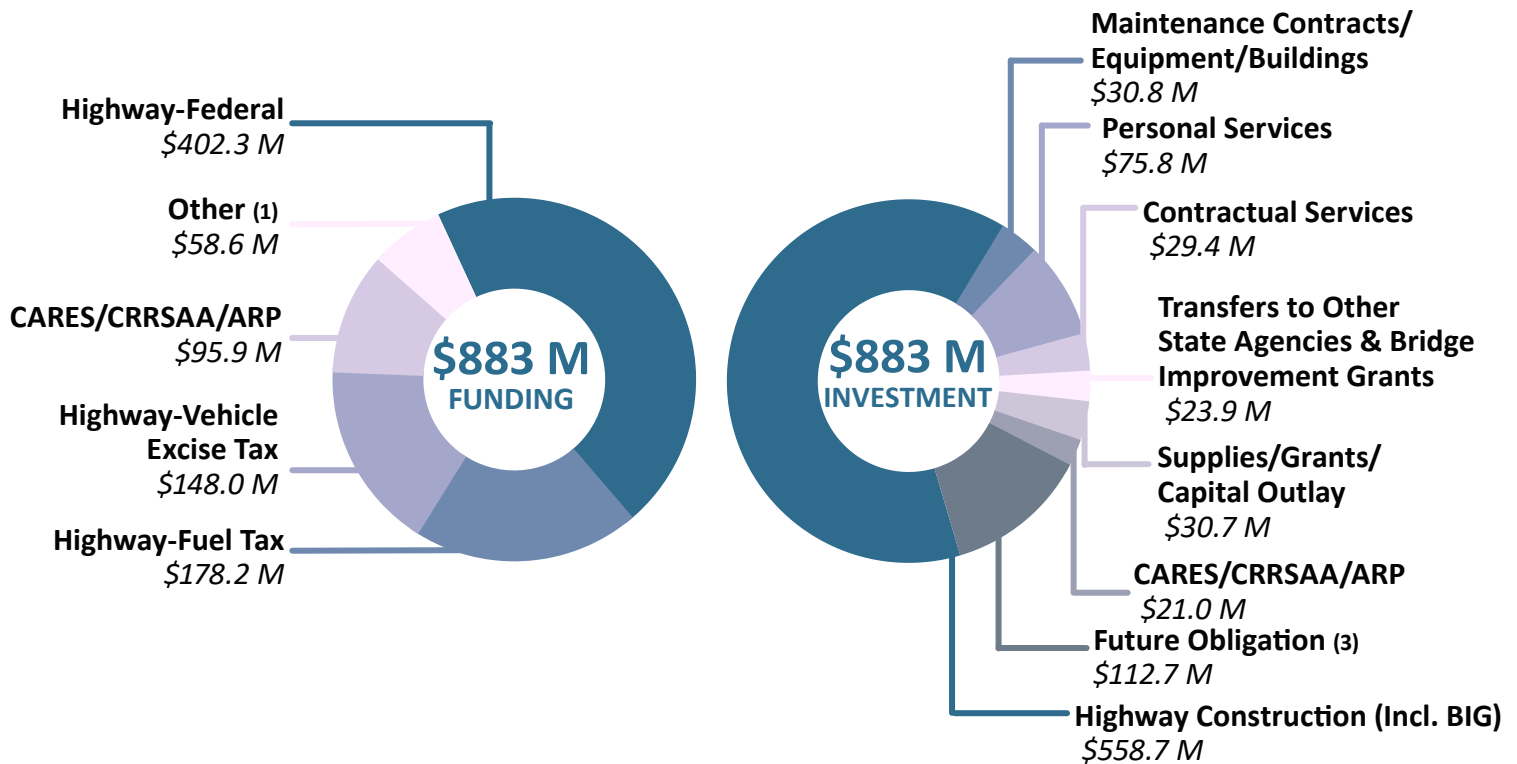 Highway-Federal
$402.3 M
Other (1)
$58.6 M
CARES/CRRSAA/ARP
$95.9 M
Highway-Vehicle
Excise Tax
$148.0 M
Highway-Fuel Tax
$178.2 M
$883 M
FUNDING
$883 M
INVESTMENT
Maintenance Contracts/
Equipment/Buildings
$30.8 M
Personal Services
$75.8 M
Contractual Services
$29.4 M
Transfers to Other
State Agencies & Bridge
Improvement Grants
$23.9 M
Supplies/Grants/
Capital Outlay
$30.7 M
CARES/CRRSAA/ARP
$21.0 M
Future Obligation (3)
$112.7 M
Highway Construction (Incl. BIG)
$558.7 M